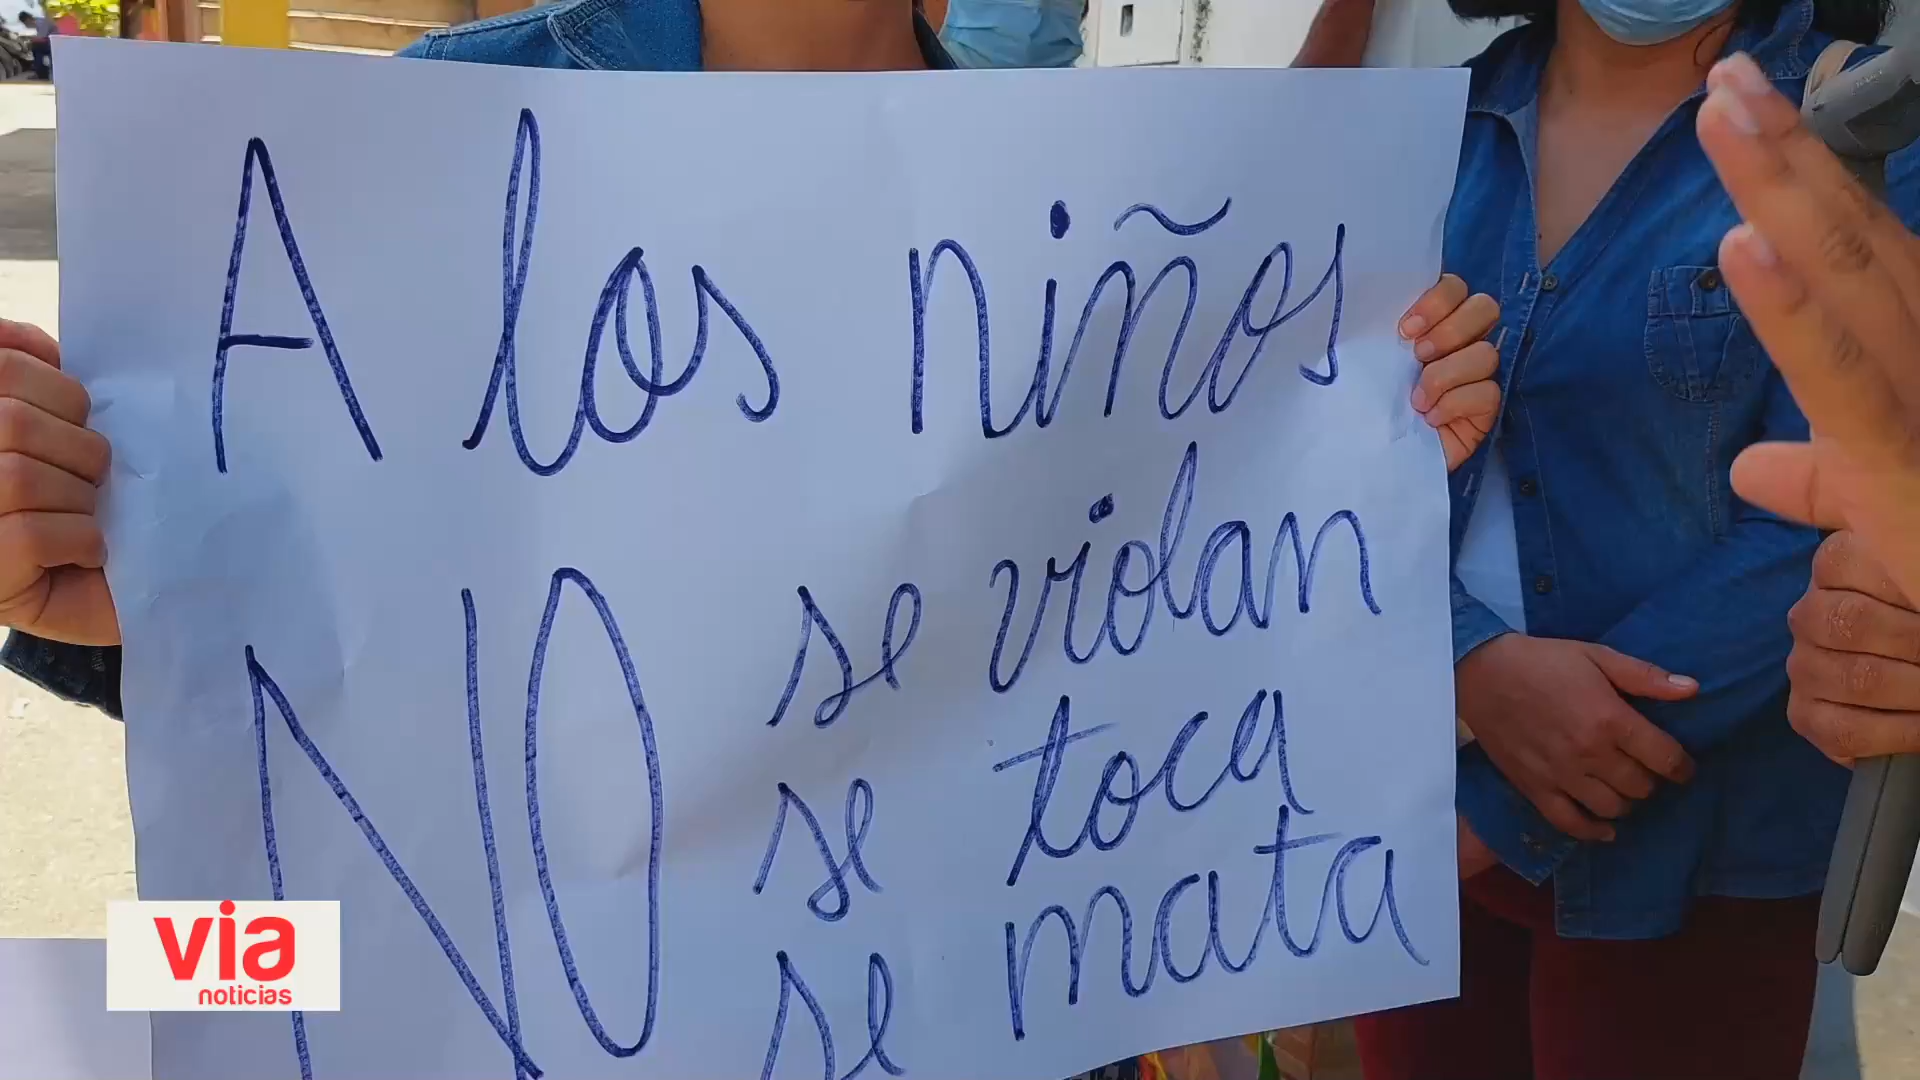 A los niños
NO se violan
se toca
se mata
via
noticias